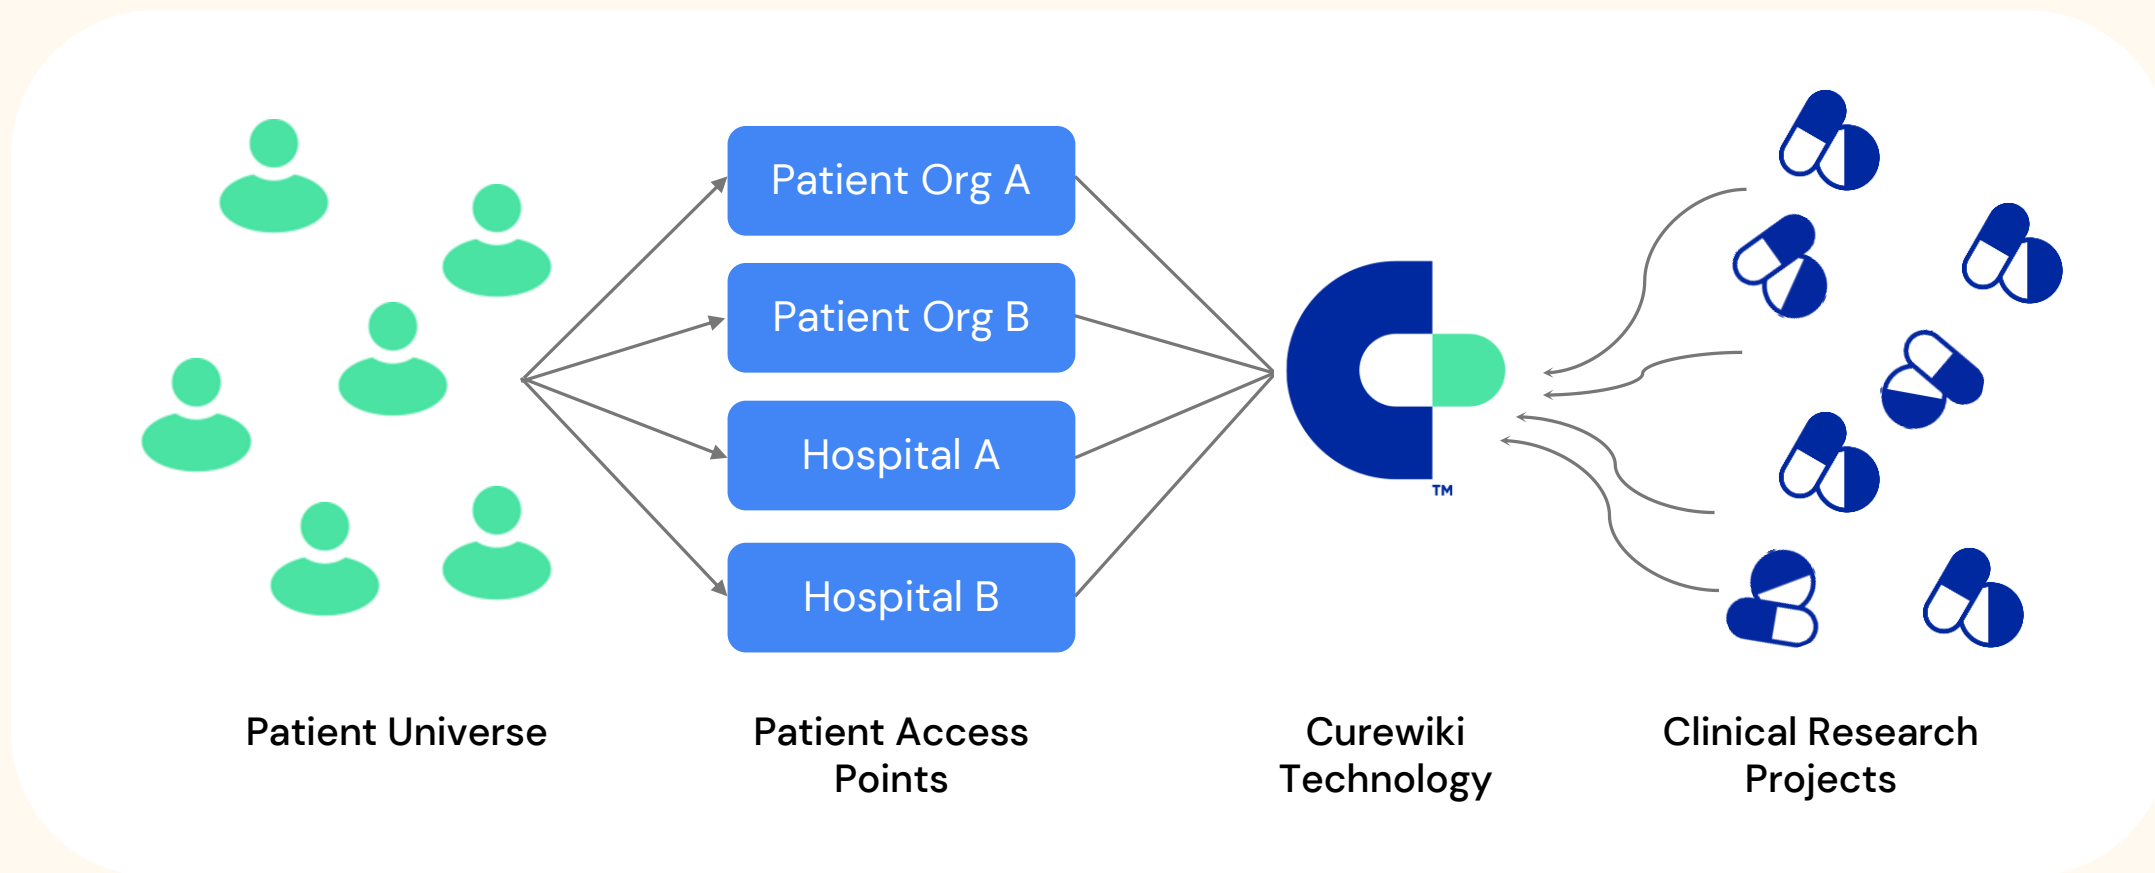 Patient Org A
Patient Org B
Hospital A
Hospital B
TM
Patient Universe
Patient Access
Points
Curewiki
Technology
Clinical Research
Projects